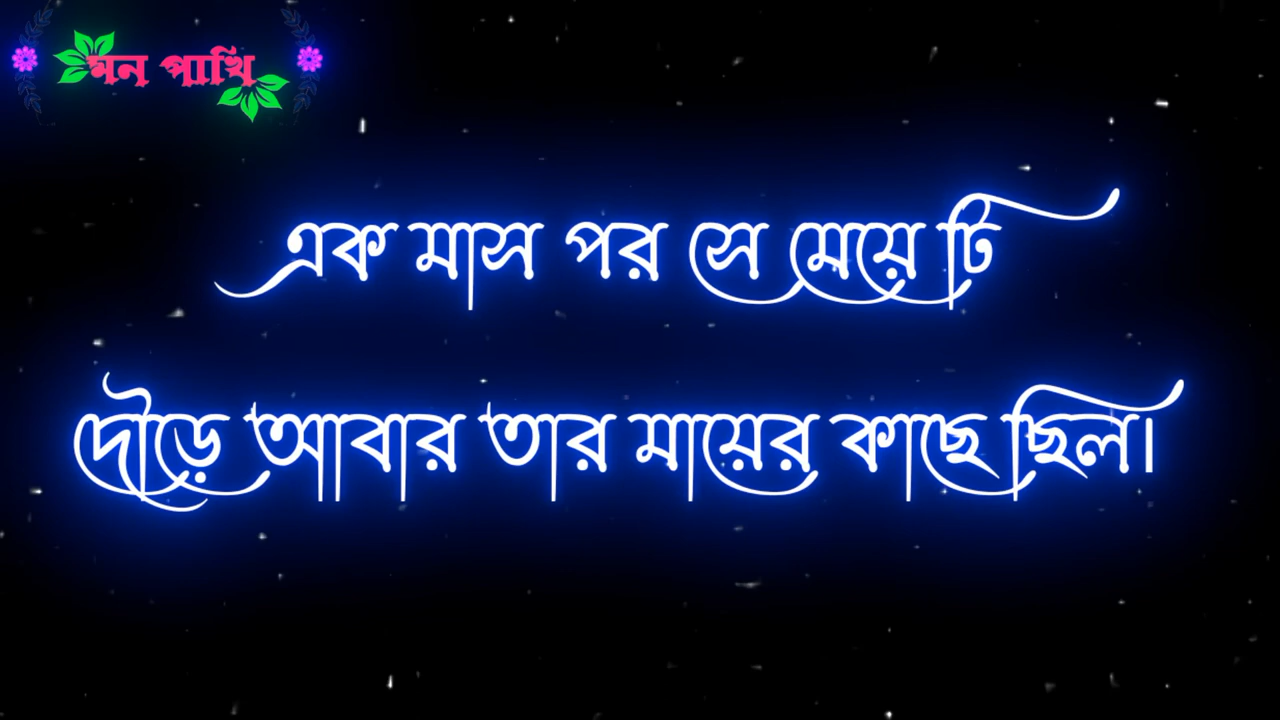 মন পাখি
এক মাস পর সে মেয়ে টি
দৌড়ে আবার তার মায়ের কাছে ছিল।